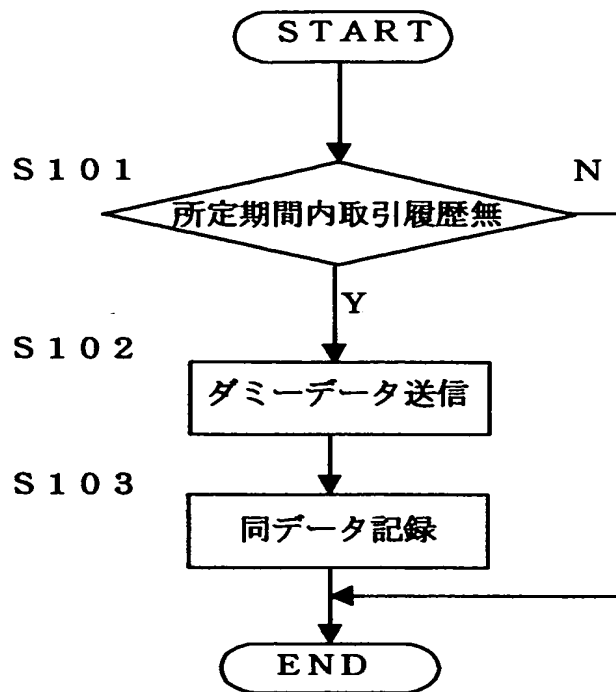 ＳＴＡＲＴ
Ｓ１０１
Ｎ
所定期間内取引履歴無
Ｙ
Ｓ１０２
ダミーデータ送信
Ｓ１０３
同データ記録
ＥＮＤ